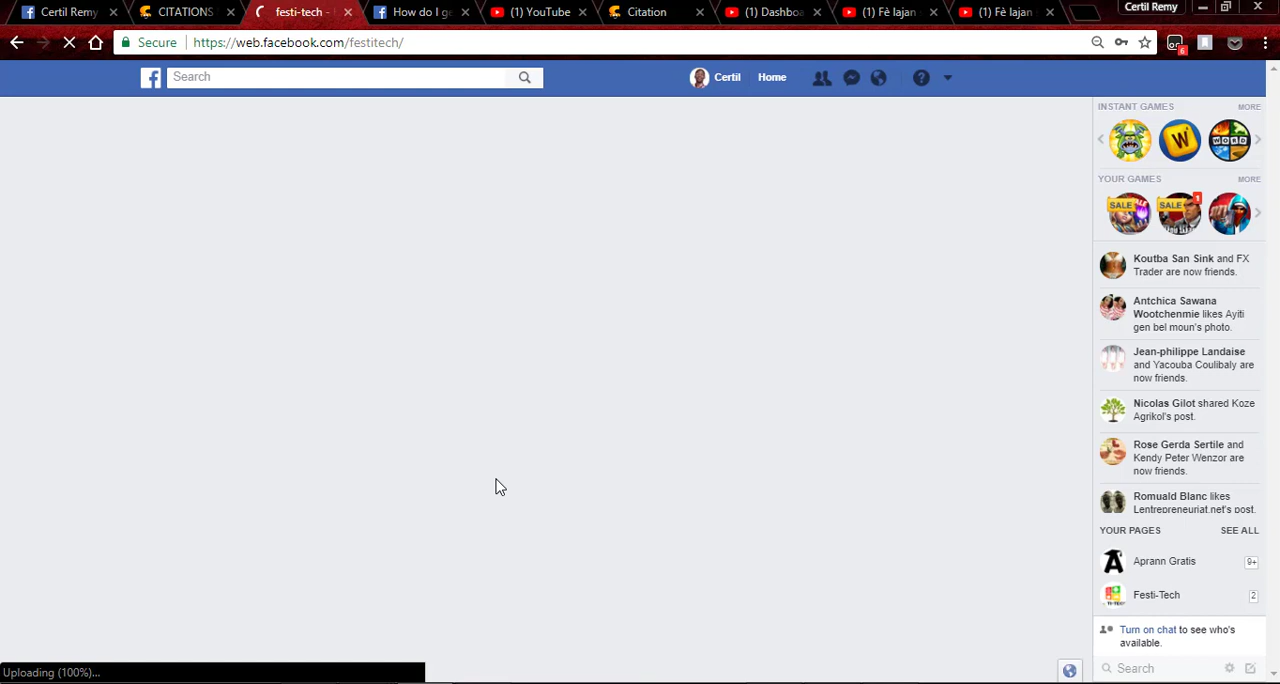 Certil Remy
Certil Remy
CITATIONS
festi-tech -
How do I ge
(1) YouTube
Citation
(1) Dashboa
(1) Fè lajan
(1) Fè lajan
Secure
https://web.facebook.com/festitech/
6
Search
Certil
Home
INSTANT GAMES
MORE
W
WORD
YOUR GAMES
MORE
SALE
SALE
1
Koutba San Sink and FX
Trader are now friends.
Antchica Sawana
Wootchenmie likes Ayiti
gen bel moun's photo.
Jean-philippe Landaise
and Yacouba Coulibaly are
now friends.
Nicolas Gilot shared Koze
Agrikol's post.
Rose Gerda Sertile and
Kendy Peter Wenzor are
now friends.
Romuald Blanc likes
Lentrepreneuriat.net's post.
YOUR PAGES
SEE ALL
Aprann Gratis
9+
Festi-Tech
2
Turn on chat to see who's
available.
Search
Uploading (100%)...